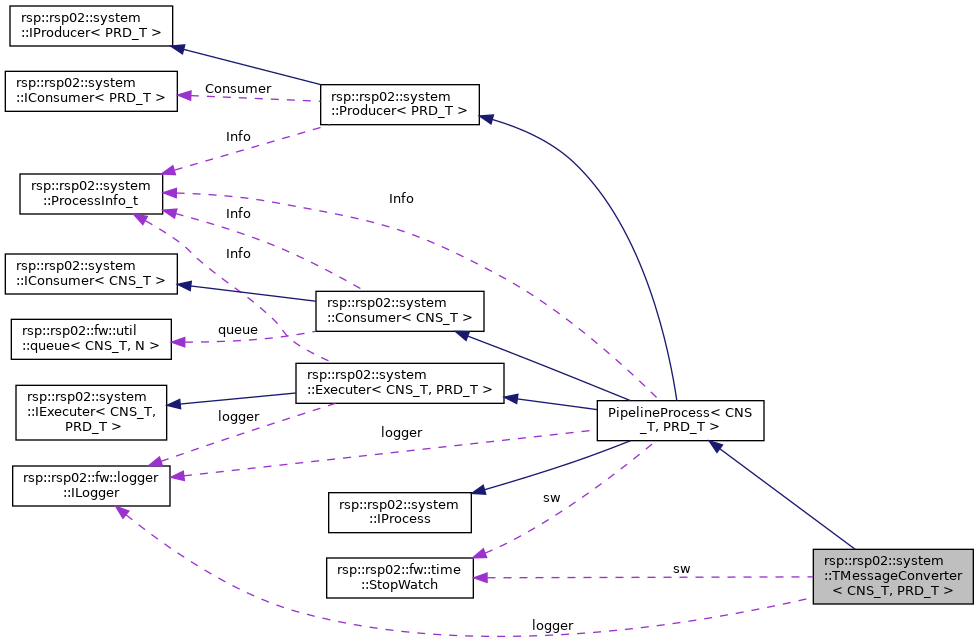 rsp::rsp02::system
::IProducer< PRD_T >
rsp::rsp02::system
::IConsumer< PRD_T >
Consumer
rsp::rsp02::system
::Producer< PRD_T >
Info
rsp::rsp02::system
::ProcessInfo_t
Info
Info
Info
rsp::rsp02::system
::IConsumer< CNS_T >
rsp::rsp02::system
::Consumer< CNS_T >
rsp::rsp02::fw::util
::queue< CNS_T, N >
queue
rsp::rsp02::system
::Executer< CNS_T, PRD_T >
rsp::rsp02::system
::IExecuter< CNS_T,
PRD_T >
logger
logger
PipelineProcess< CNS
_T, PRD_T >
rsp::rsp02::fw::logger
::ILogger
rsp::rsp02::system
::IProcess
sw
rsp::rsp02::fw::time
::StopWatch
sw
rsp::rsp02::system
::TMessageConverter
< CNS_T, PRD_T >
logger